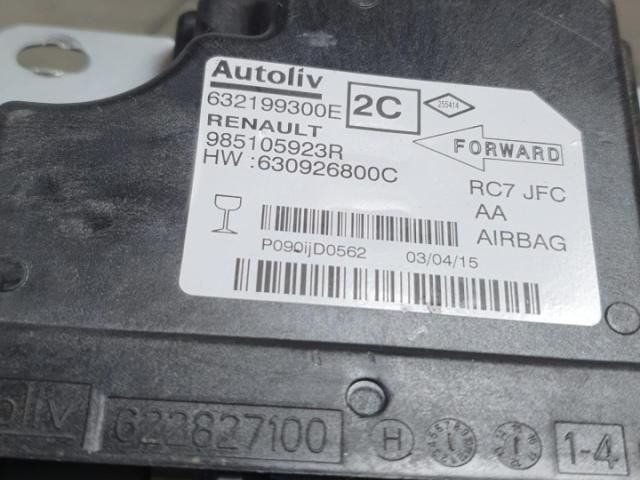 Autoliv
632199300E
2C
255414
RENAULT
985105923R
FORWARD
HW :630926800C
RC7 JFC
AA
AIRBAG
P090ijD0562
03/04/15
622827100
H
1-4